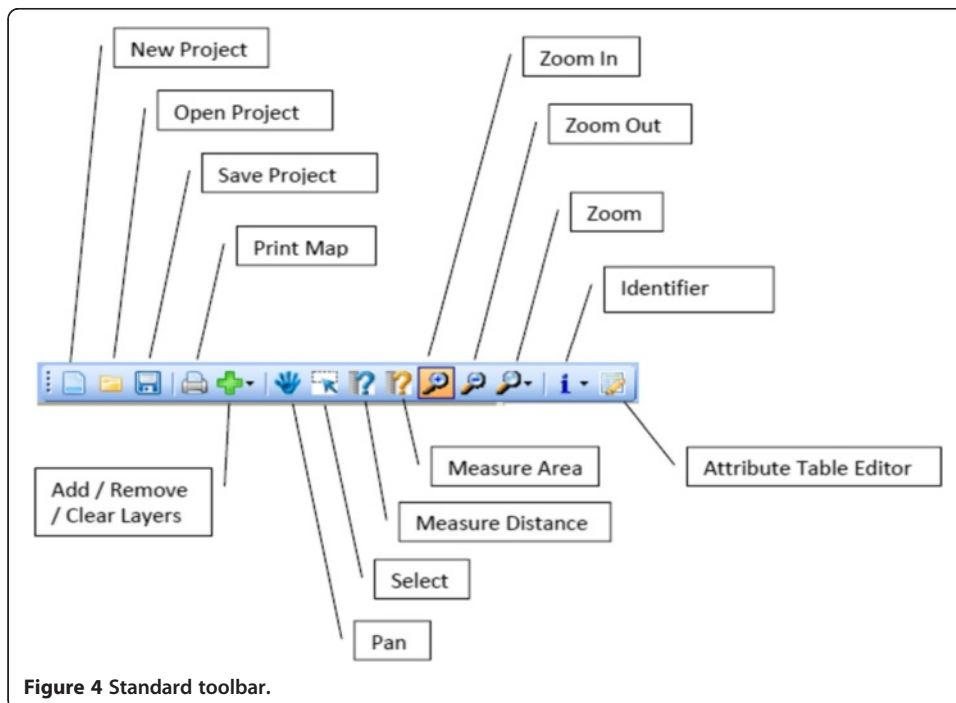 New Project
Zoom In
Open Project
Zoom Out
Save Project
Zoom
Print Map
Identifier
Measure Area
Attribute Table Editor
Add / Remove
/ Clear Layers
Measure Distance
Select
Pan
Figure 4 Standard toolbar.